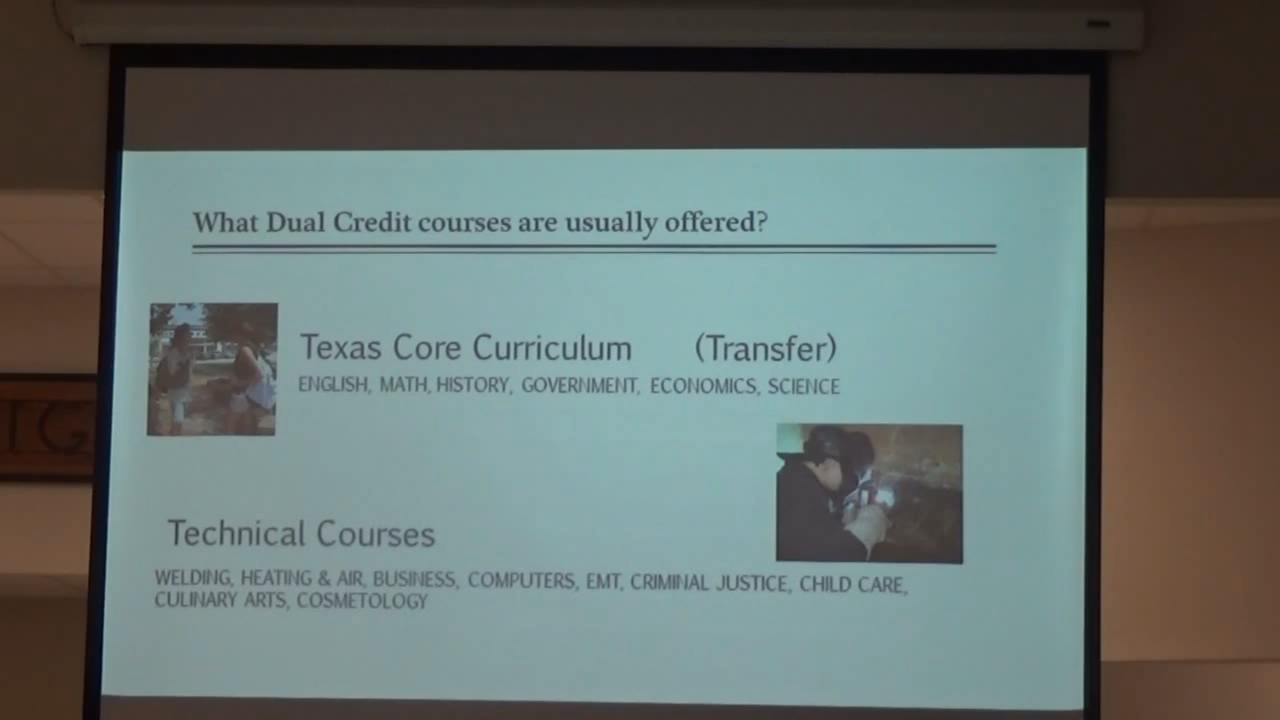 What Dual Credit courses are usually offered?
Texas Core Curriculum (Transfer)
ENGLISH, MATH, HISTORY, GOVERNMENT, ECONOMICS, SCIENCE
Technical Courses
WELDING, HEATING & AIR, BUSINESS, COMPUTERS, EMT, CRIMINAL JUSTICE, CHILD CARE,
CULINARY ARTS, COSMETOLOGY